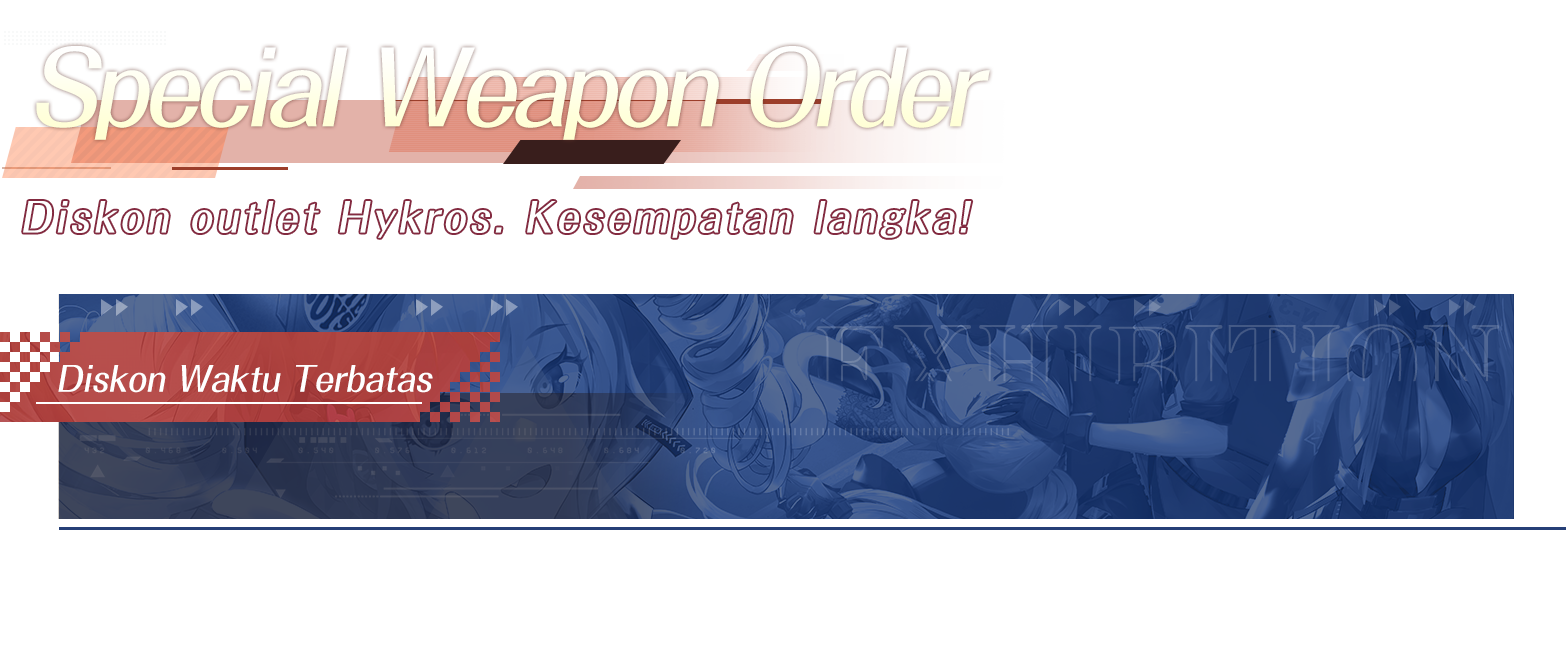 Special Weapon Order
Diskon outlet Hykros. Kesempatan langka!
EXHIBITION
Diskon Waktu Terbatas